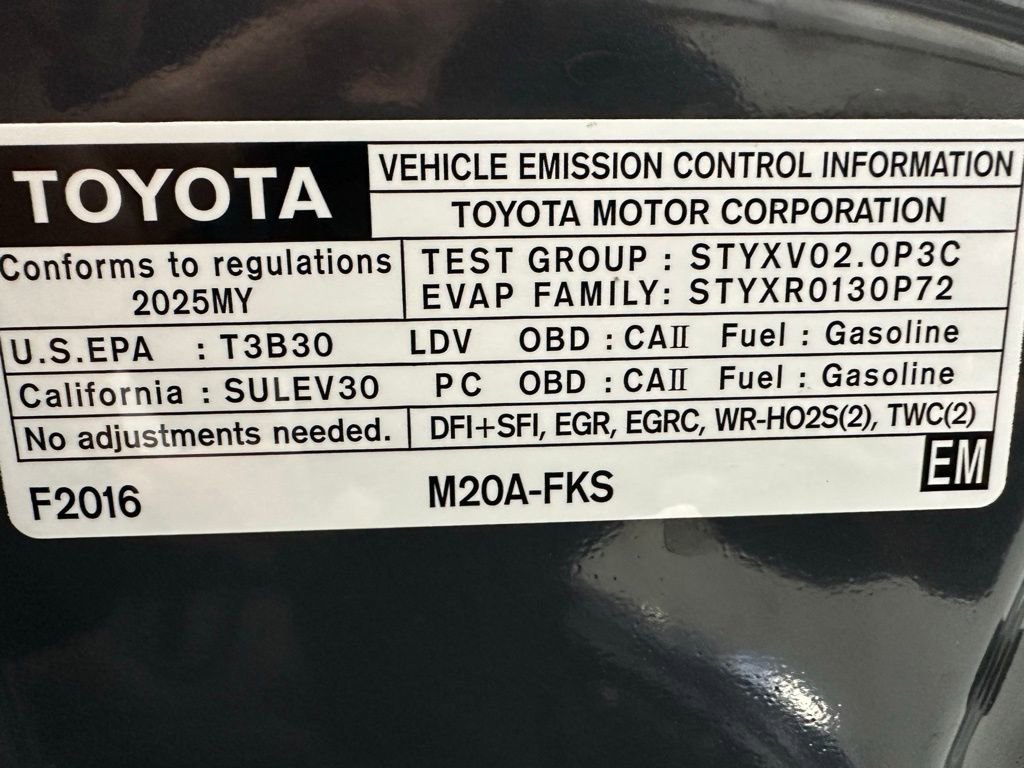 TOYOTA
VEHICLE EMISSION CONTROL INFORMATION
TOYOTA MOTOR CORPORATION
Conforms to regulations
2025MY
TEST GROUP : STYXV02.0P3C
EVAP FAMILY: STYXR0130P72
U.S.EPA : T3B30 LDV OBD : CAⅡ Fuel : Gasoline
California : SULEV30 PC OBD : CAⅡ Fuel : Gasoline
No adjustments needed. DFI+SFI, EGR, EGRC, WR-HO2S(2), TWC(2)
F2016 M20A-FKS EM